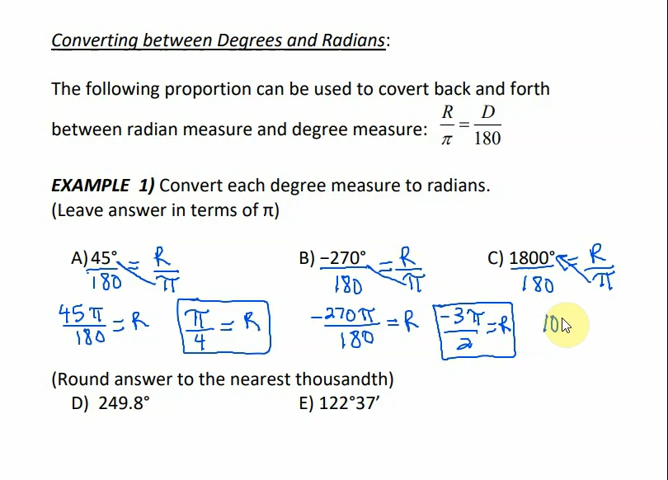 Converting between Degrees and Radians:
The following proportion can be used to covert back and forth
between radian measure and degree measure: R/π = D/180
EXAMPLE 1) Convert each degree measure to radians.
(Leave answer in terms of π)
A) 45°/180 = R/π B) −270°/180 = R/π C) 1800°/180 = R/π
45π/180 = R π/4 = R −270π/180 = R −3π/2 = R 10
(Round answer to the nearest thousandth)
D) 249.8° E) 122°37′